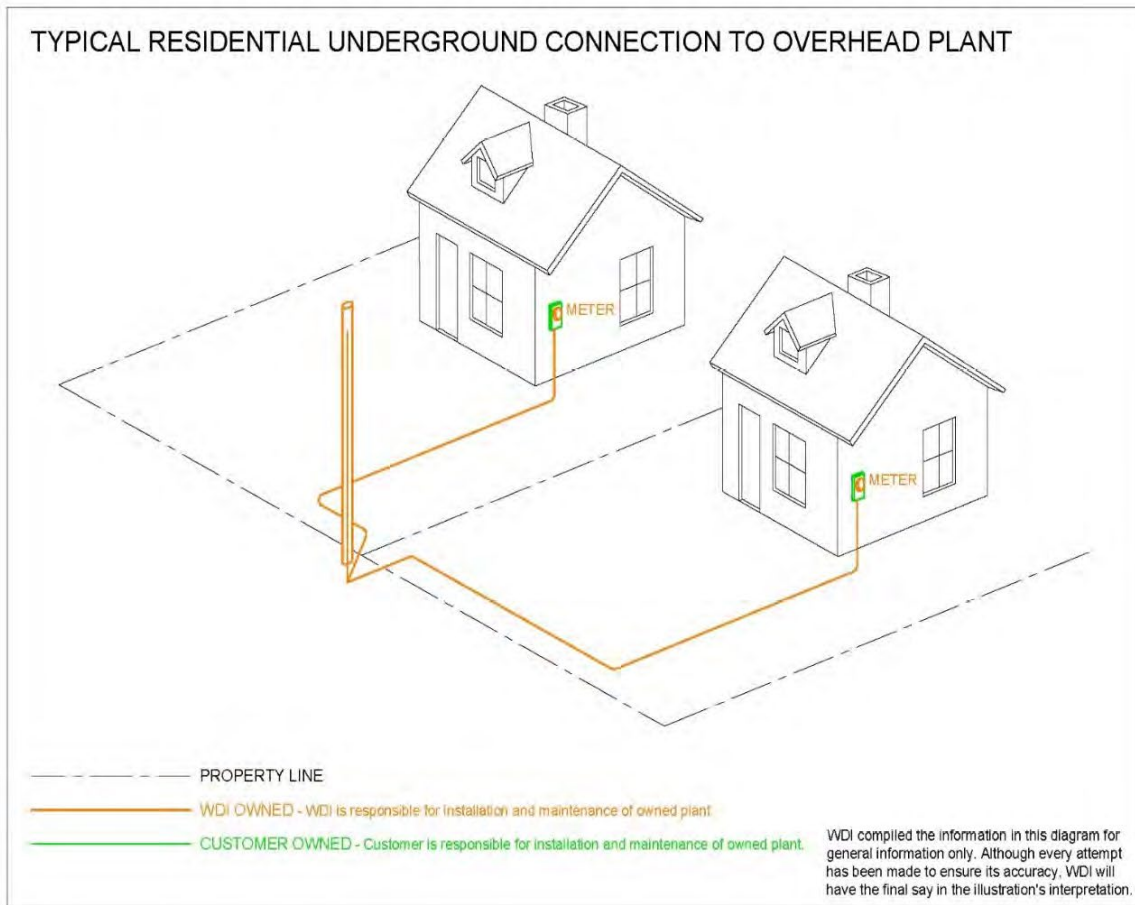 TYPICAL RESIDENTIAL UNDERGROUND CONNECTION TO OVERHEAD PLANT
METER
METER
PROPERTY LINE
WDI OWNED - WDI is responsible for installation and maintenance of owned plant
CUSTOMER OWNED - Customer is responsible for installation and maintenance of owned plant.
WDI compiled the information in this diagram for
general information only. Although every attempt
has been made to ensure its accuracy, WDI will
have the final say in the illustration's interpretation.